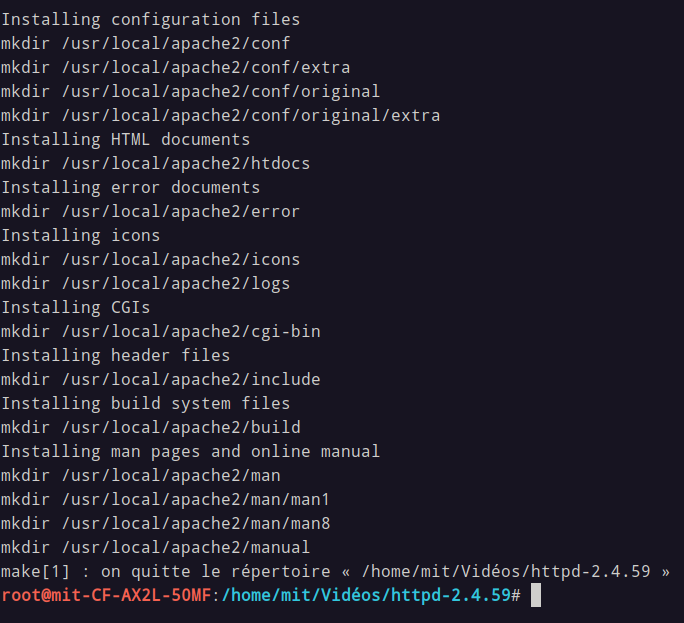 Installing configuration files
mkdir /usr/local/apache2/conf
mkdir /usr/local/apache2/conf/extra
mkdir /usr/local/apache2/conf/original
mkdir /usr/local/apache2/conf/original/extra
Installing HTML documents
mkdir /usr/local/apache2/htdocs
Installing error documents
mkdir /usr/local/apache2/error
Installing icons
mkdir /usr/local/apache2/icons
mkdir /usr/local/apache2/logs
Installing CGIs
mkdir /usr/local/apache2/cgi-bin
Installing header files
mkdir /usr/local/apache2/include
Installing build system files
mkdir /usr/local/apache2/build
Installing man pages and online manual
mkdir /usr/local/apache2/man
mkdir /usr/local/apache2/man/man1
mkdir /usr/local/apache2/man/man8
mkdir /usr/local/apache2/manual
make[1] : on quitte le répertoire « /home/mit/Vidéos/httpd-2.4.59 »
root@mit-CF-AX2L-50MF:/home/mit/Vidéos/httpd-2.4.59#